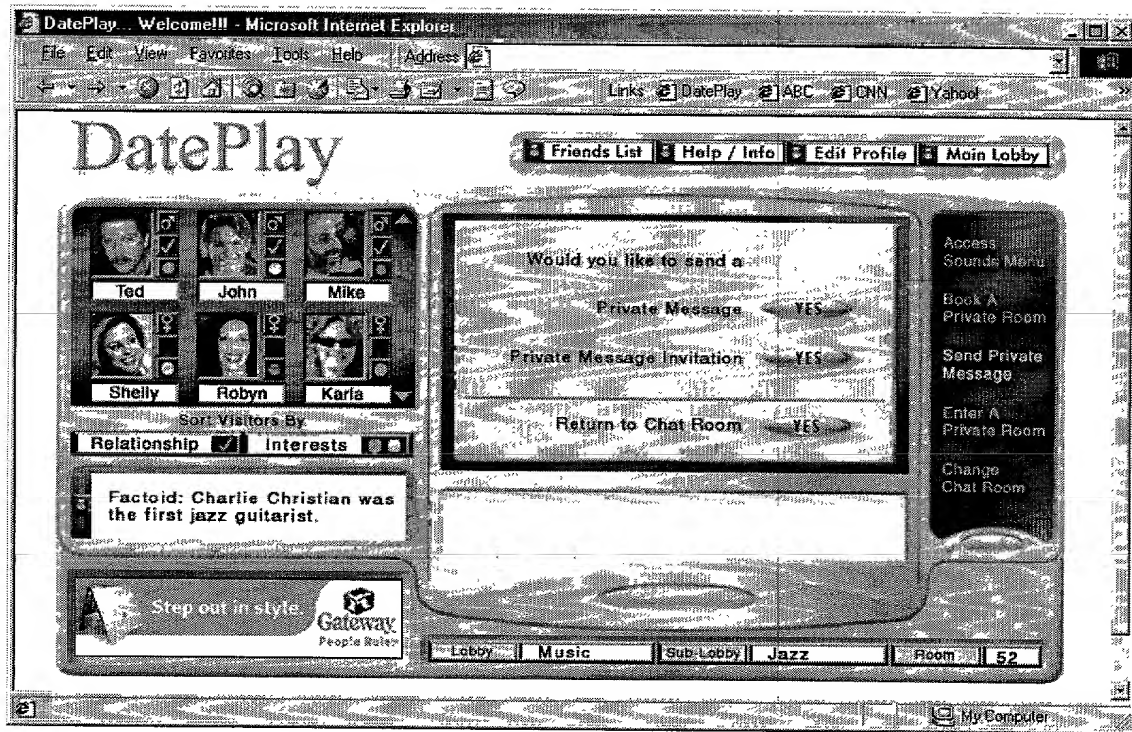 DatePlay... Welcome!!! - Microsoft Internet Explorer
File Edit View Favorites Tools Help Address
Links DatePlay ABC CNN Yahoo! »
DatePlay
Friends List Help / Info Edit Profile Main Lobby
Ted John Mike
Shelly Robyn Karla
Sort Visitors By
Relationship Interests
Factoid: Charlie Christian was
the first jazz guitarist.
Would you like to send a
Private Message YES
Private Message Invitation YES
Return to Chat Room YES
Access
Sounds Menu
Book A
Private Room
Send Private
Message
Enter A
Private Room
Change
Chat Room
Step out in style.
Gateway
People Rule
Lobby Music Sub-Lobby Jazz Room 52
My Computer